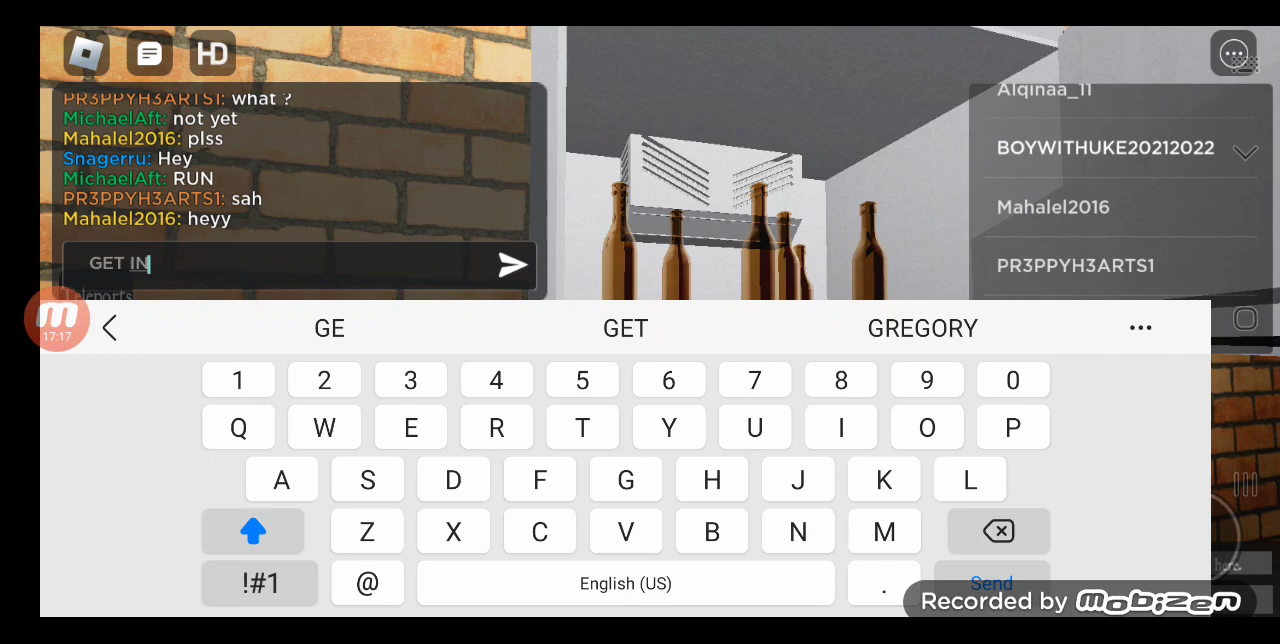 HD
PR3PPYH3ARTS1: what ?
MichaelAft: not yet
Mahalel2016: plss
Snagerru: Hey
MichaelAft: RUN
PR3PPYH3ARTS1: sah
Mahalel2016: heyy
GET IN
Teleports
Alqinaa_11
BOYWITHUKE20212022
Mahalel2016
PR3PPYH3ARTS1
17:17
GE GET GREGORY
1 2 3 4 5 6 7 8 9 0
Q W E R T Y U I O P
A S D F G H J K L
Z X C V B N M
!#1 @ English (US) . Send
here.
Recorded by mobizen